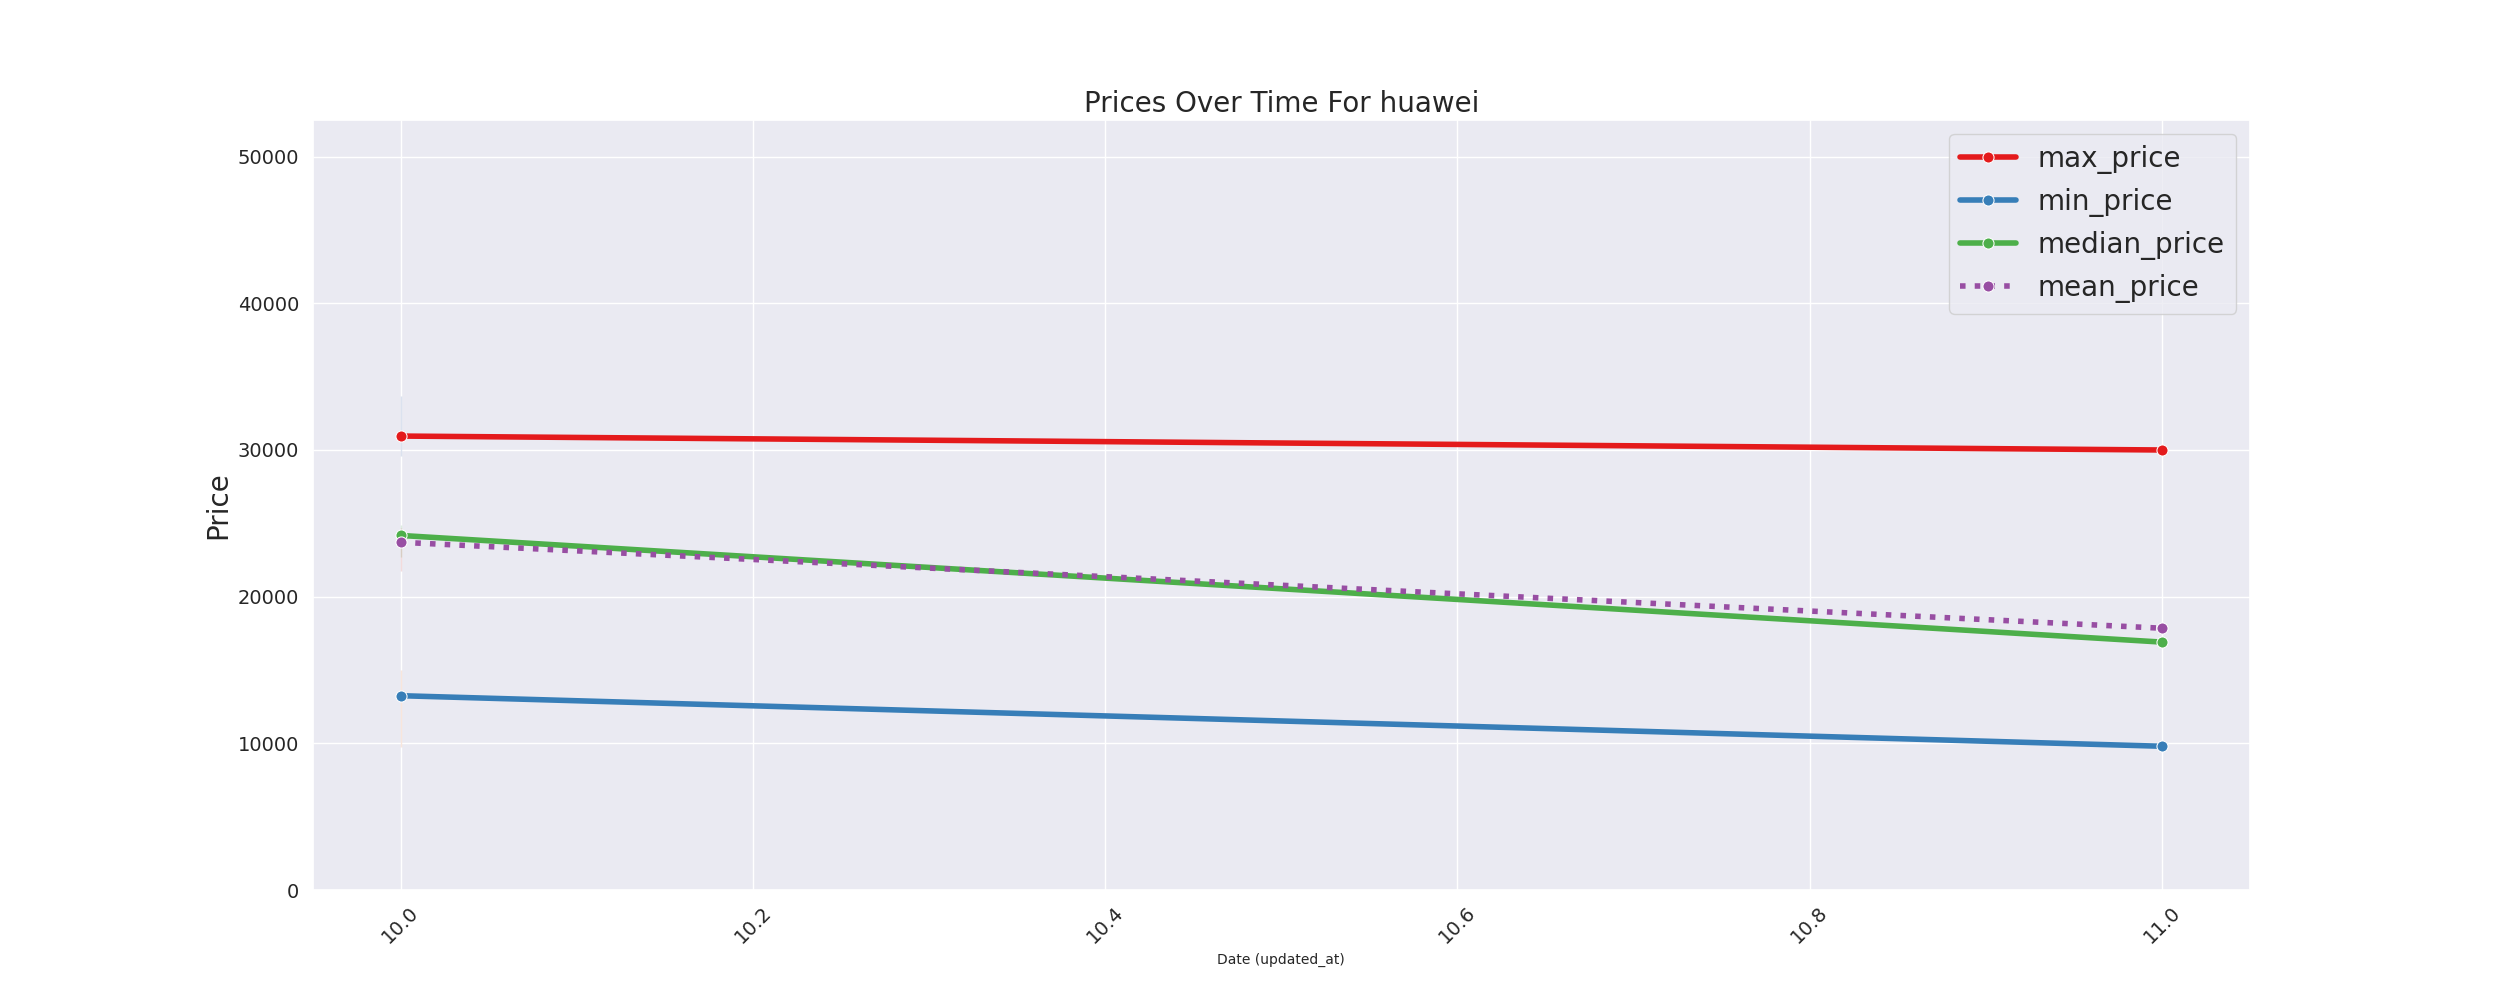 Prices Over Time For huawei
max_price
min_price
median_price
mean_price
Price
50000
40000
30000
20000
10000
0
10.0
10.2
10.4
10.6
10.8
11.0
Date (updated_at)